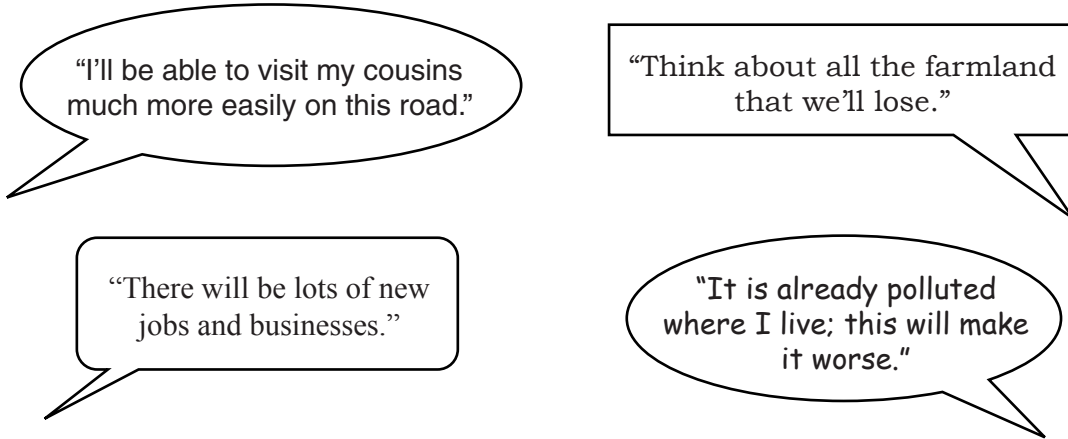 “I’ll be able to visit my cousins
much more easily on this road.”
“Think about all the farmland
that we’ll lose.”
“There will be lots of new
jobs and businesses.”
“It is already polluted
where I live; this will make
it worse.”